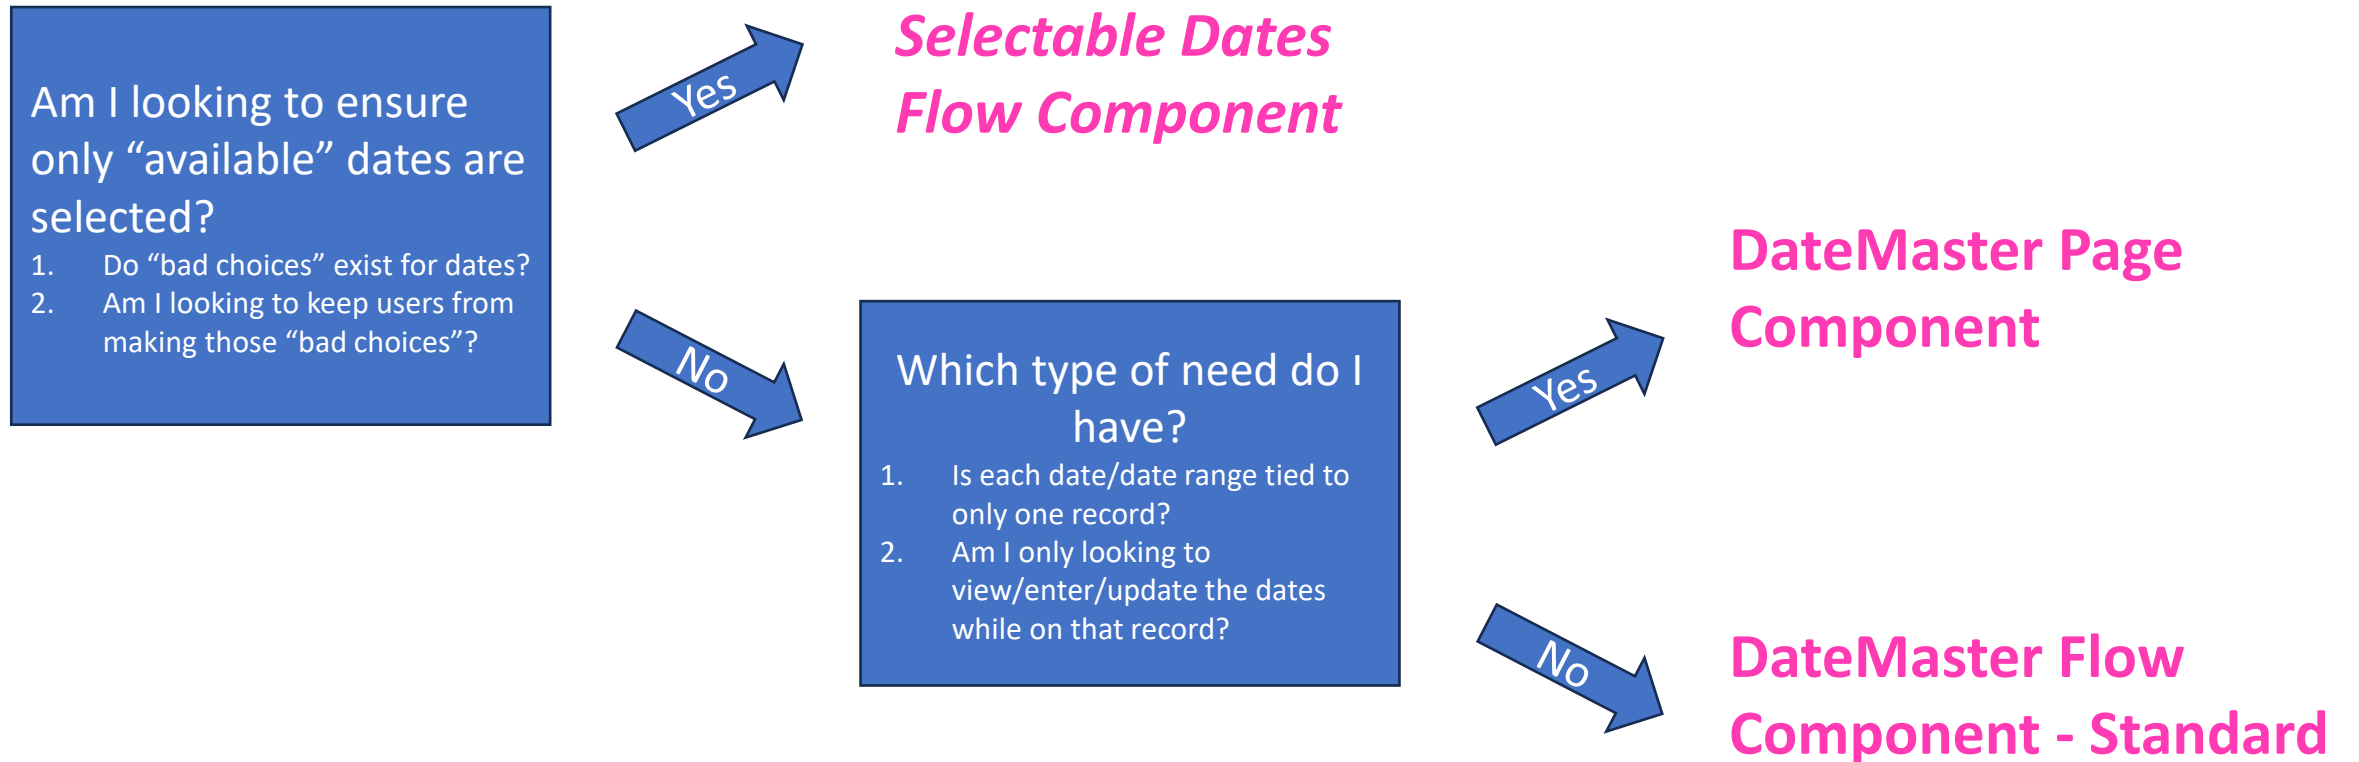 Am I looking to ensure
only “available” dates are
selected?
1. Do “bad choices” exist for dates?
2. Am I looking to keep users from
making those “bad choices”?
Yes
Selectable Dates
Flow Component
No
Which type of need do I
have?
1. Is each date/date range tied to
only one record?
2. Am I only looking to
view/enter/update the dates
while on that record?
Yes
DateMaster Page
Component
No
DateMaster Flow
Component - Standard